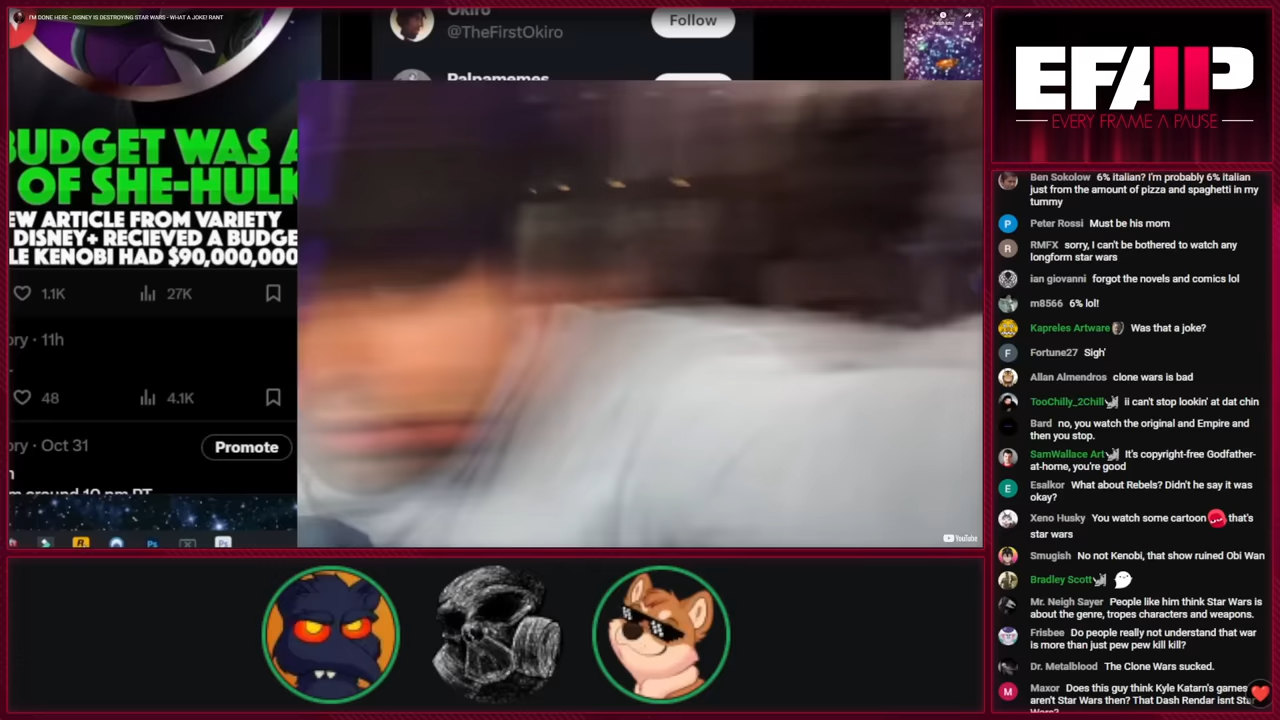 I'M DONE HERE - DISNEY IS DESTROYING STAR WARS - WHAT A JOKE! RANT
Okiro
@TheFirstOkiro
Follow
Palpamemes
BUDGET WAS A
OF SHE-HULK
EW ARTICLE FROM VARIETY
DISNEY+ RECIEVED A BUDGE
LE KENOBI HAD $90,000,000
1.1K
27K
ory · 11h
48
4.1K
ory · Oct 31
Promote
m around 10 pm PT
R
Ps
Ps
YouTube
EFAP
EVERY FRAME A PAUSE
Ben Sokolow 6% Italian? I'm probably 6% Italian
just from the amount of pizza and spaghetti in my
tummy
P
Peter Rossi Must be his mom
R
RMFX sorry, I can't be bothered to watch any
longform star wars
ian giovanni forgot the novels and comics lol
m8566 6% lol!
Kapreles Artware Was that a joke?
F
Fortune27 Sigh'
Allan Almendros clone wars is bad
TooChilly_2Chill ii can't stop lookin' at dat chin
Bard no, you watch the original and Empire and
then you stop.
SamWallace Art It's copyright-free Godfather-
at-home, you're good
E
Esalkor What about Rebels? Didn't he say it was
okay?
Xeno Husky You watch some cartoon that's
star wars
Smugish No not Kenobi, that show ruined Obi Wan
Bradley Scott
Mr. Neigh Sayer People like him think Star Wars is
about the genre, tropes characters and weapons.
Frisbee Do people really not understand that war
is more than just pew pew kill kill?
Dr. Metalblood The Clone Wars sucked.
M
Maxor Does this guy think Kyle Katarn's games
aren't Star Wars then? That Dash Rendar isnt Star
Wars?